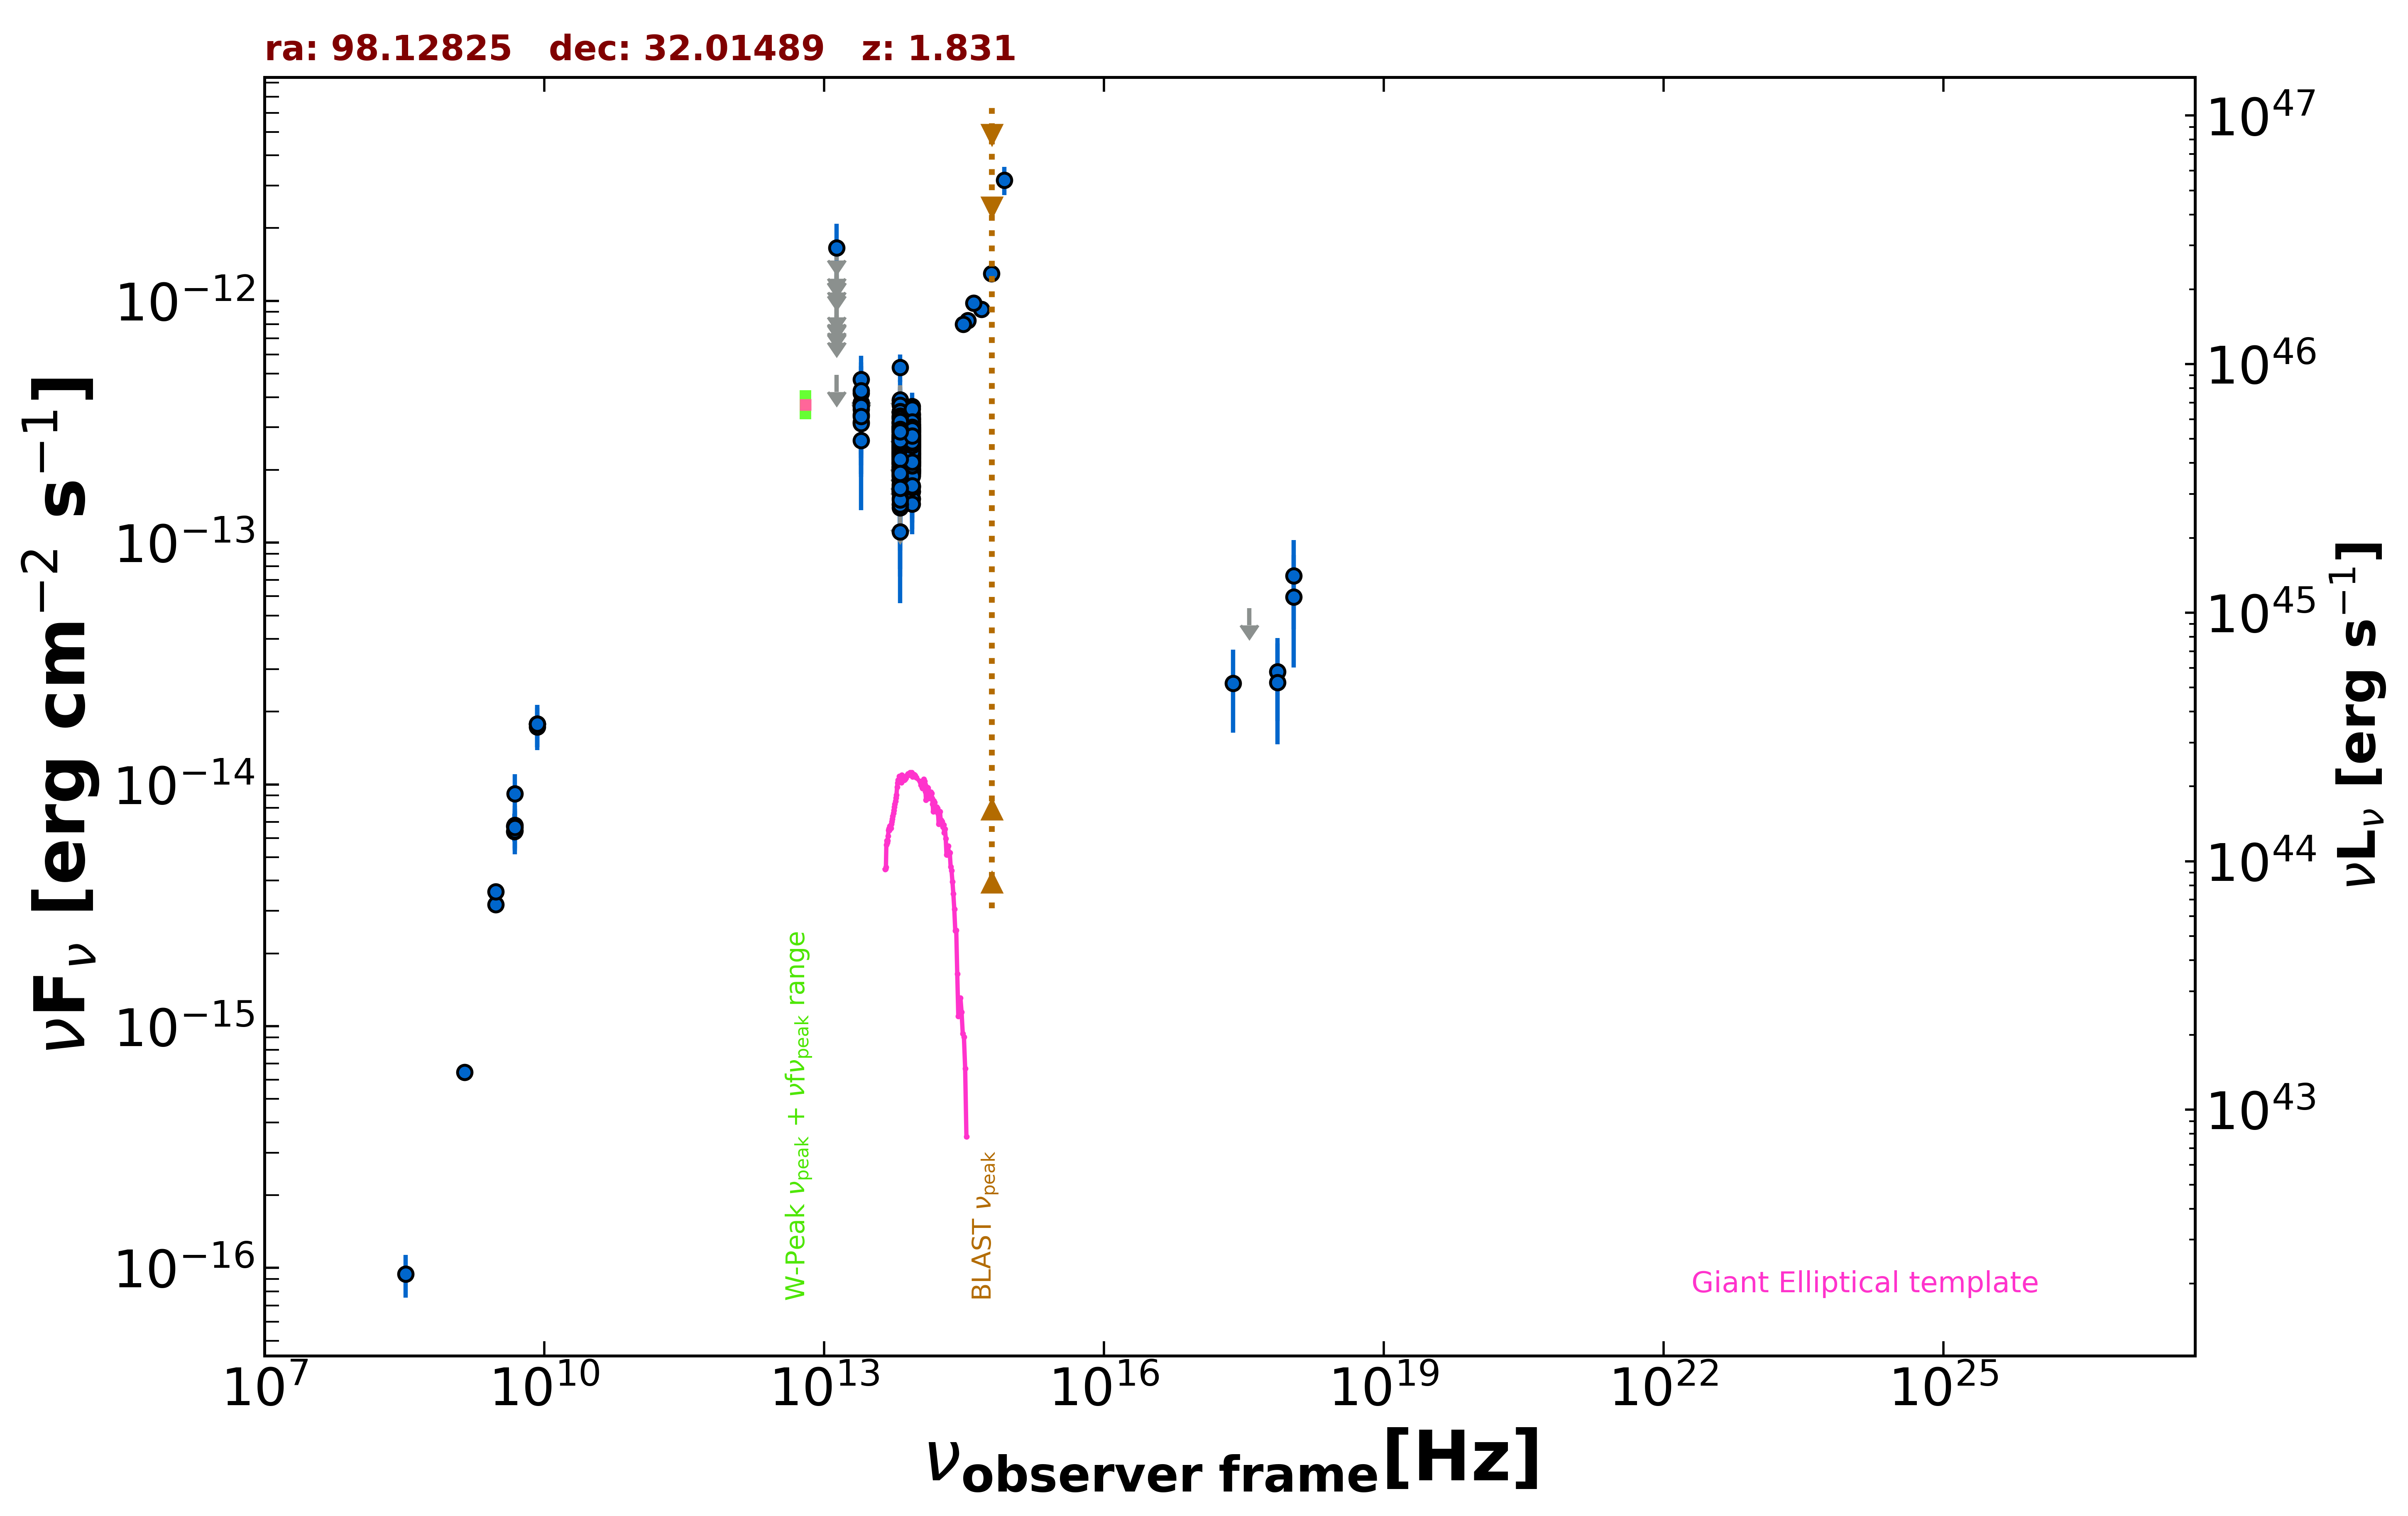 ra: 98.12825 dec: 32.01489 z: 1.831
10^47
10^46
10^45
10^44
10^43
νL_ν [erg s^−1]
10^−12
10^−13
10^−14
10^−15
10^−16
νF_ν [erg cm^−2 s^−1]
W-Peak ν_peak + νfν_peak range
BLAST ν_peak
Giant Elliptical template
10^7 10^10 10^13 10^16 10^19 10^22 10^25
ν_observer frame [Hz]